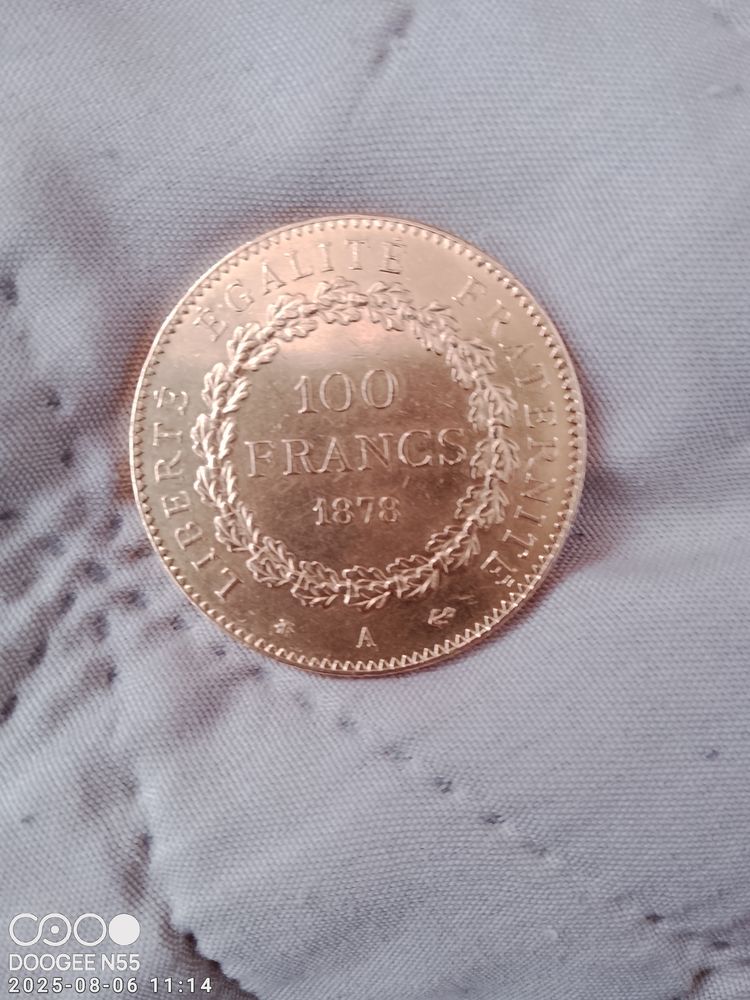 LIBERTÉ ÉGALITÉ FRATERNITÉ
100
FRANCS
1878
A
DOOGEE N55
2025-08-06 11:14